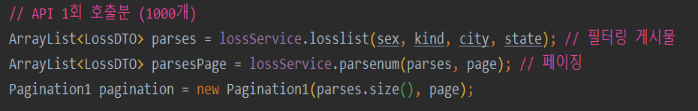 // API 1회 호출분 (1000개)
ArrayList<LossDTO> parses = lossService.losslist(sex, kind, city, state); // 필터링 게시물
ArrayList<LossDTO> parsesPage = lossService.parsenum(parses, page); // 페이징
Pagination1 pagination = new Pagination1(parses.size(), page);